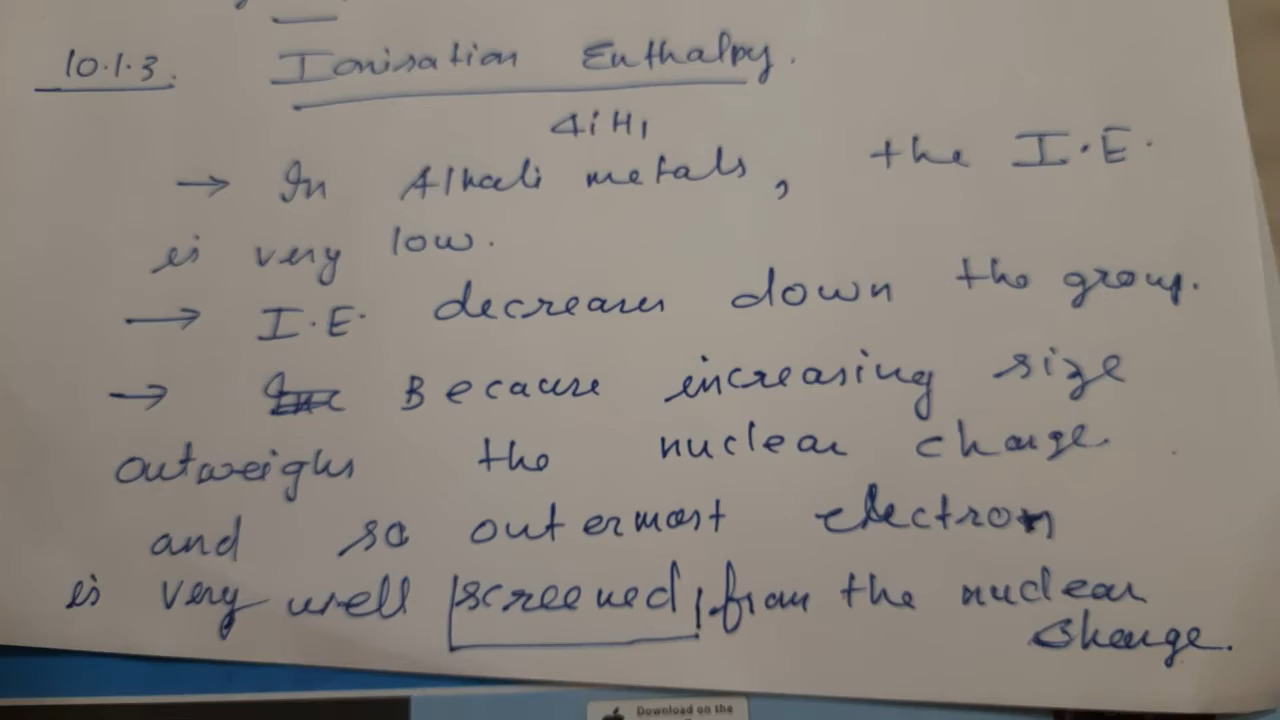 10.1.3. Ionisation Enthalpy.
ΔiH1
→ In Alkali metals, the I.E.
is very low.
→ I.E. decreases down the group.
→ Because increasing size
outweighs the nuclear charge
and so outermost electron
is very well screened, from the nuclear
charge.
Download on the